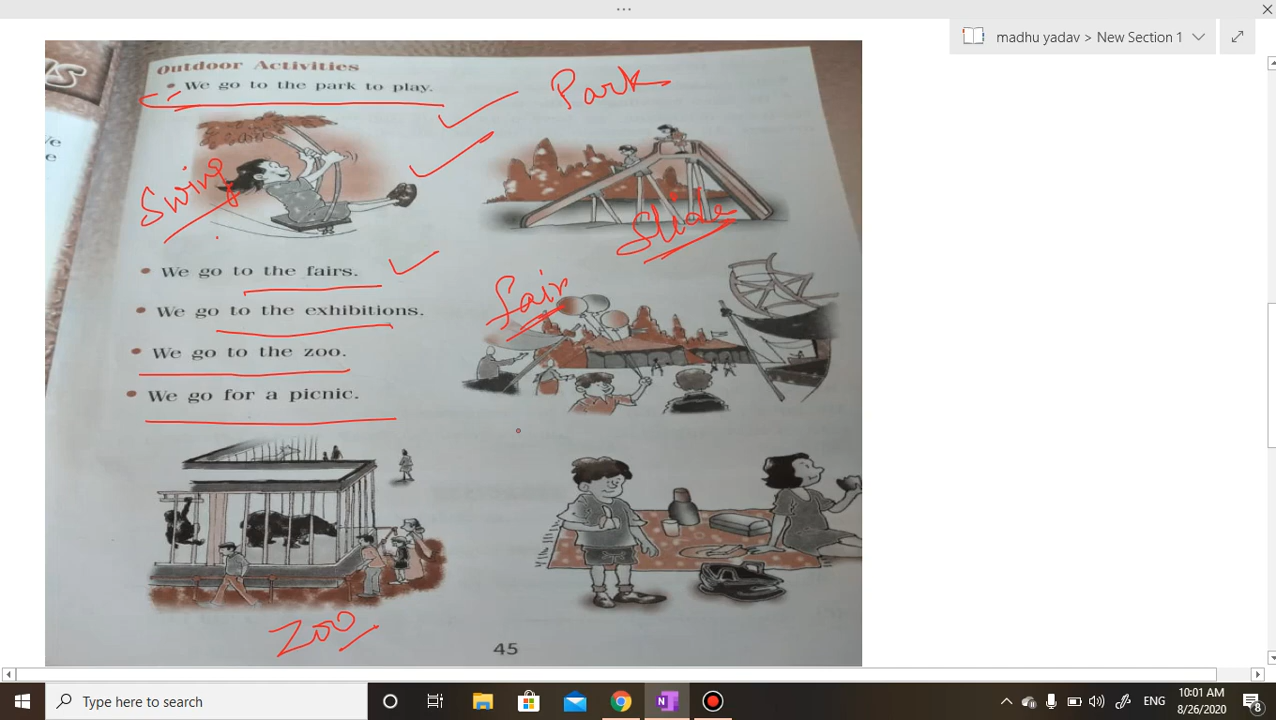 madhu yadav > New Section 1
Outdoor Activities
• We go to the park to play.
Park
Swing
Slide
• We go to the fairs.
fair
• We go to the exhibitions.
• We go to the zoo.
• We go for a picnic.
Zoo
45
Type here to search
ENG
10:01 AM
8/26/2020
8